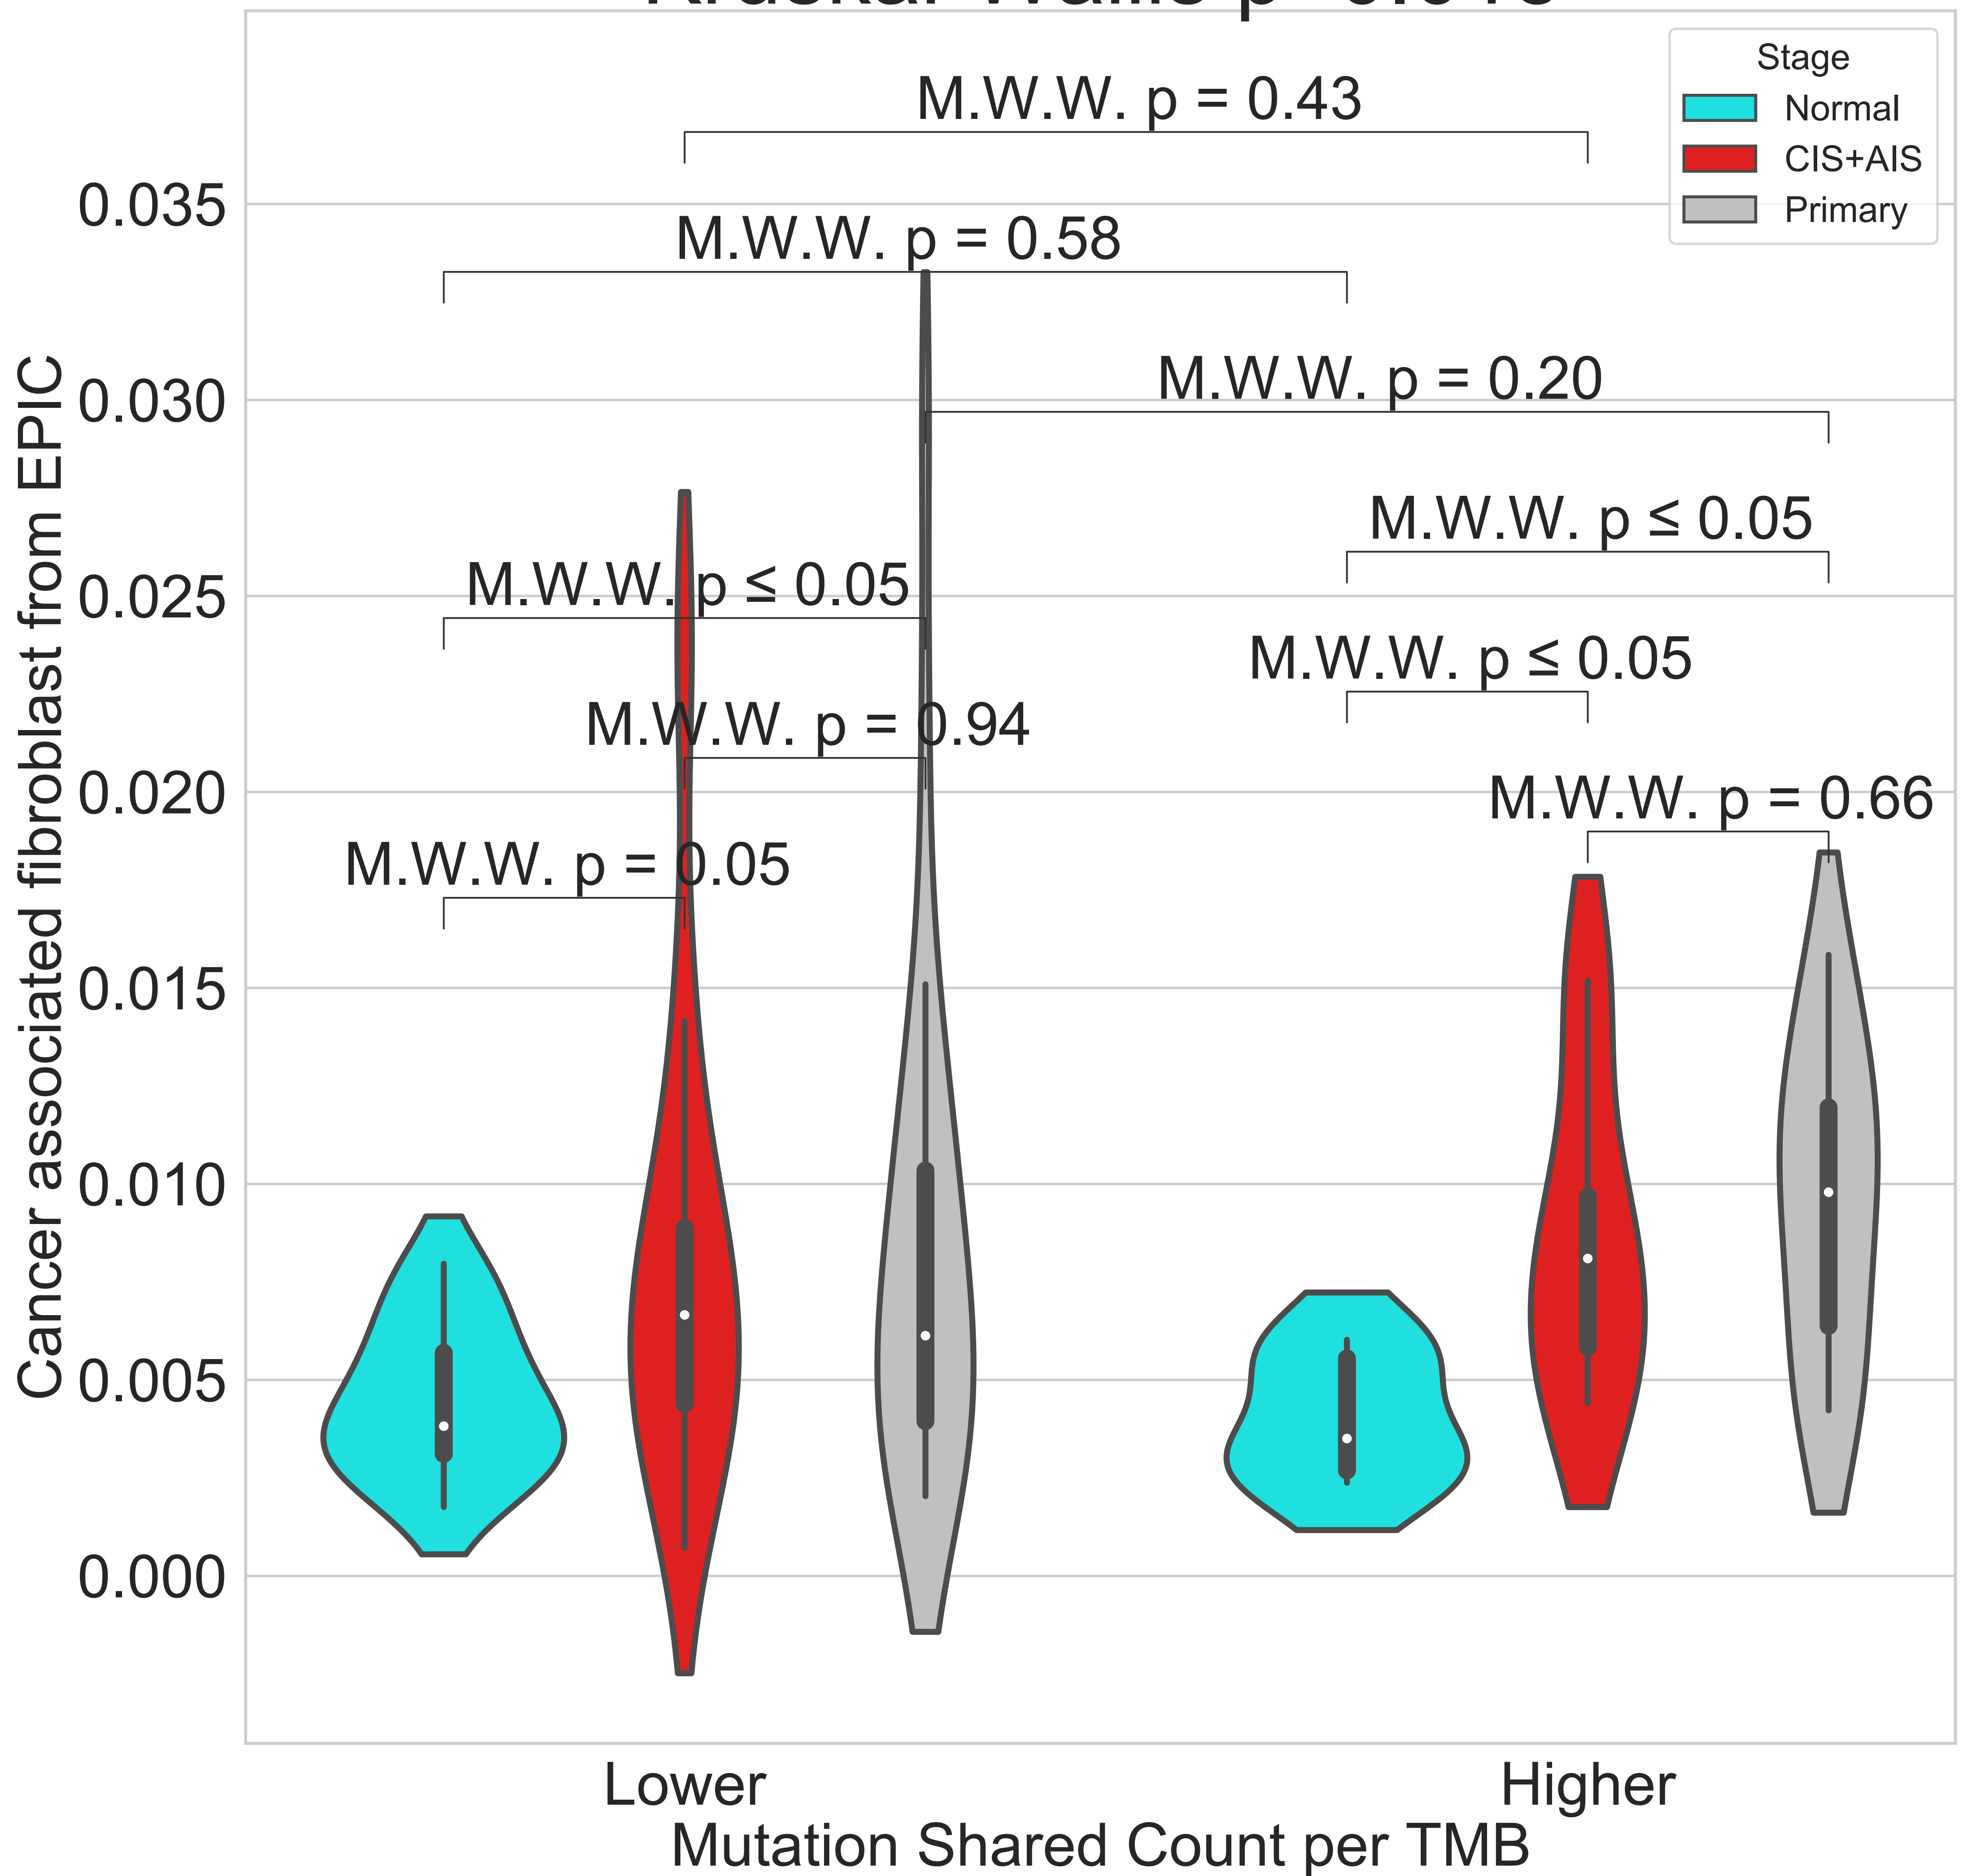 Stage
Normal
CIS+AIS
Primary
M.W.W. p = 0.43
M.W.W. p = 0.58
M.W.W. p = 0.20
M.W.W. p ≤ 0.05
M.W.W. p ≤ 0.05
M.W.W. p ≤ 0.05
M.W.W. p = 0.94
M.W.W. p = 0.66
M.W.W. p = 0.05
Cancer associated fibroblast from EPIC
0.035
0.030
0.025
0.020
0.015
0.010
0.005
0.000
Lower
Higher
Mutation Shared Count per TMB